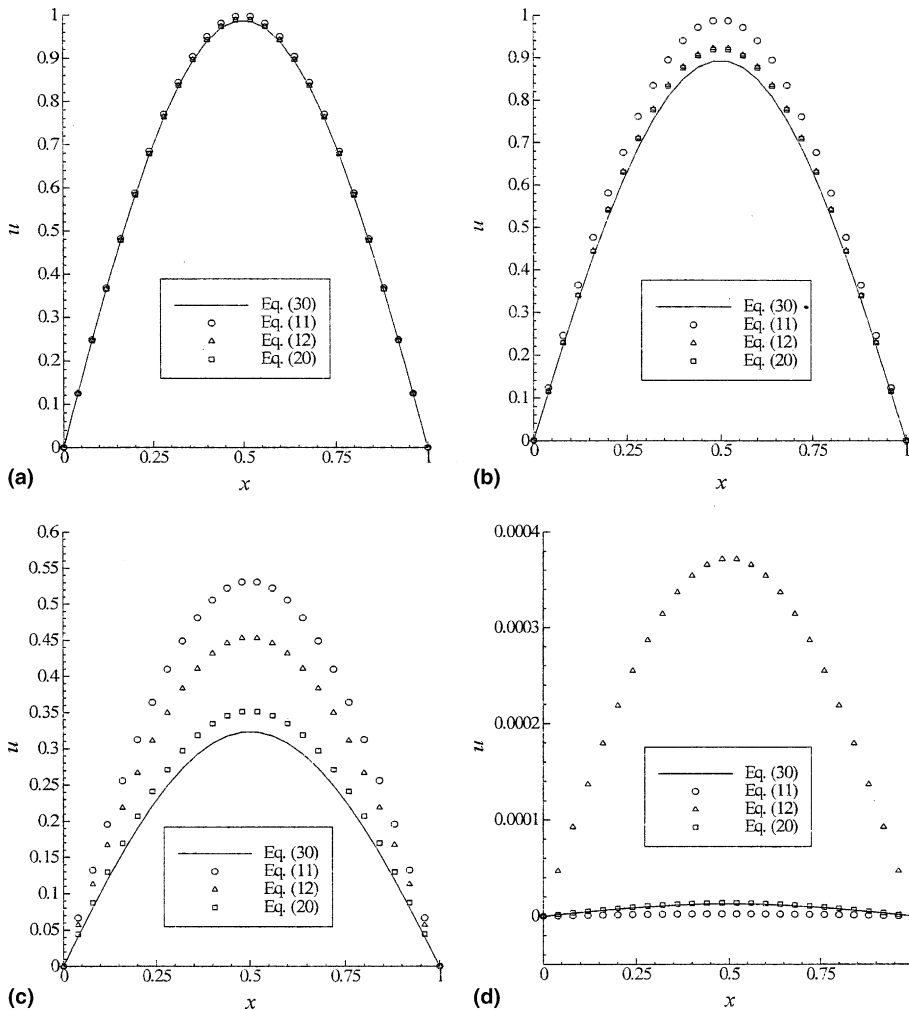 1
0.9
0.8
0.7
0.6
0.5
0.4
0.3
0.2
0.1
0
u
Eq. (30)
Eq. (11)
Eq. (12)
Eq. (20)
0
0.25
0.5
0.75
1
x
(a)
1
0.9
0.8
0.7
0.6
0.5
0.4
0.3
0.2
0.1
0
u
Eq. (30)
Eq. (11)
Eq. (12)
Eq. (20)
0
0.25
0.5
0.75
1
x
(b)
0.6
0.55
0.5
0.45
0.4
0.35
0.3
0.25
0.2
0.15
0.1
0.05
0
u
Eq. (30)
Eq. (11)
Eq. (12)
Eq. (20)
0
0.25
0.5
0.75
1
x
(c)
0.0004
0.0003
0.0002
0.0001
0
u
Eq. (30)
Eq. (11)
Eq. (12)
Eq. (20)
0
0.25
0.5
0.75
x
(d)